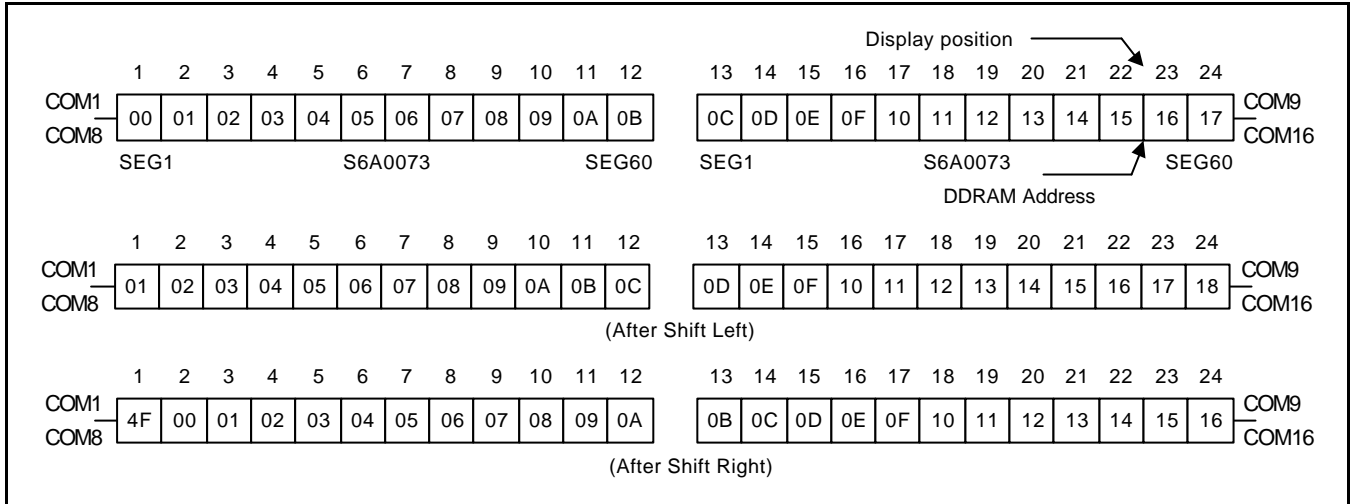 Display position
1 2 3 4 5 6 7 8 9 10 11 12 13 14 15 16 17 18 19 20 21 22 23 24
COM1 COM9
00 01 02 03 04 05 06 07 08 09 0A 0B 0C 0D 0E 0F 10 11 12 13 14 15 16 17
COM8 COM16
SEG1 S6A0073 SEG60 SEG1 S6A0073 SEG60
DDRAM Address
1 2 3 4 5 6 7 8 9 10 11 12 13 14 15 16 17 18 19 20 21 22 23 24
COM1 COM9
01 02 03 04 05 06 07 08 09 0A 0B 0C 0D 0E 0F 10 11 12 13 14 15 16 17 18
COM8 COM16
(After Shift Left)
1 2 3 4 5 6 7 8 9 10 11 12 13 14 15 16 17 18 19 20 21 22 23 24
COM1 COM9
4F 00 01 02 03 04 05 06 07 08 09 0A 0B 0C 0D 0E 0F 10 11 12 13 14 15 16
COM8 COM16
(After Shift Right)